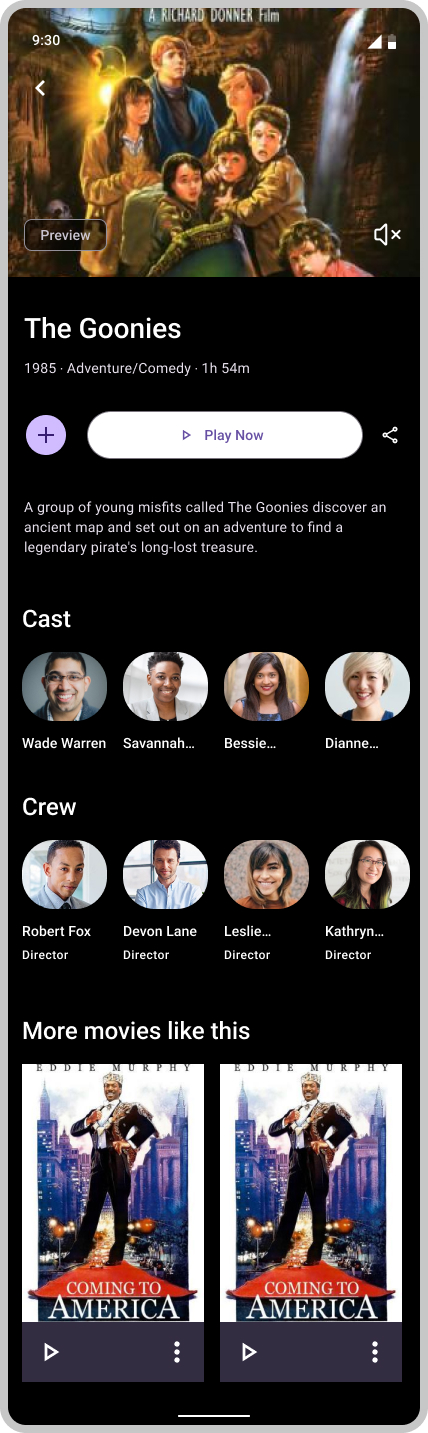 A RICHARD DONNER Film
9:30
Preview
The Goonies
1985 · Adventure/Comedy · 1h 54m
Play Now
A group of young misfits called The Goonies discover an
ancient map and set out on an adventure to find a
legendary pirate's long-lost treasure.
Cast
Wade Warren Savannah… Bessie… Dianne…
Crew
Robert Fox Devon Lane Leslie… Kathryn…
Director Director Director Director
More movies like this
EDDIE MURPHY EDDIE MURPHY
COMING TO COMING TO
AMERICA AMERICA